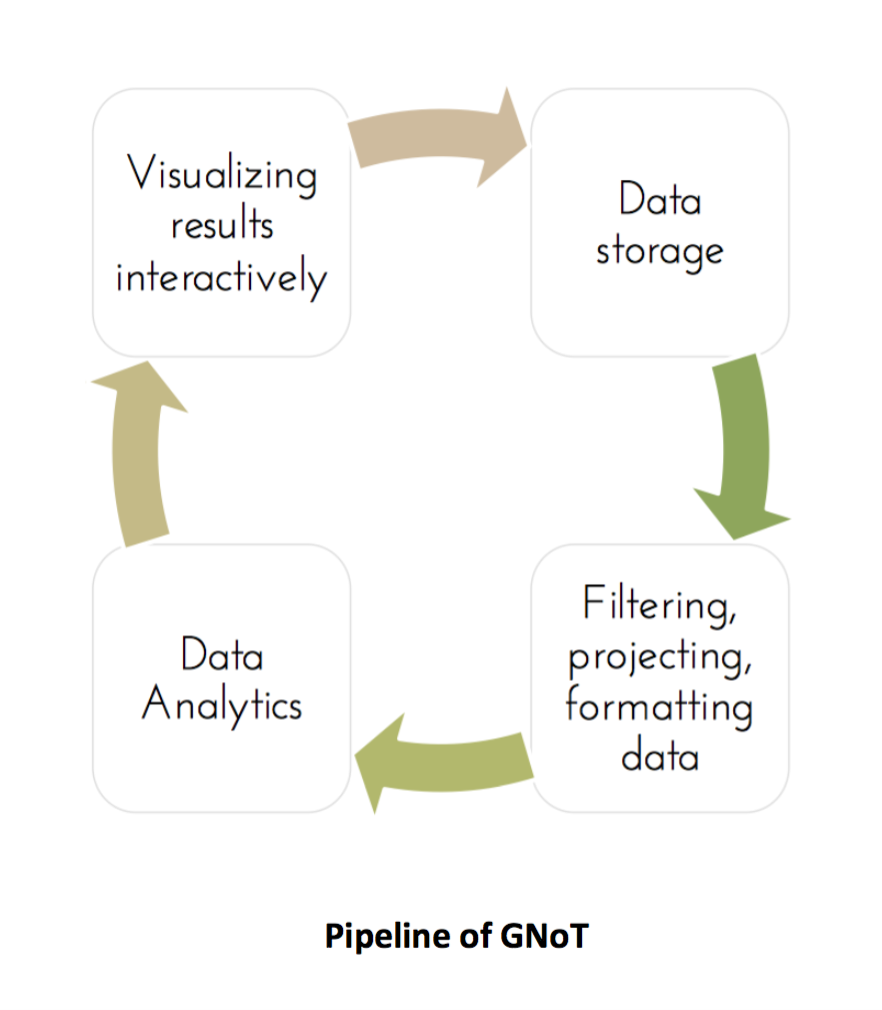 Visualizing
results
interactively
Data
storage
Data
Analytics
Filtering,
projecting,
formatting
data
Pipeline of GNoT